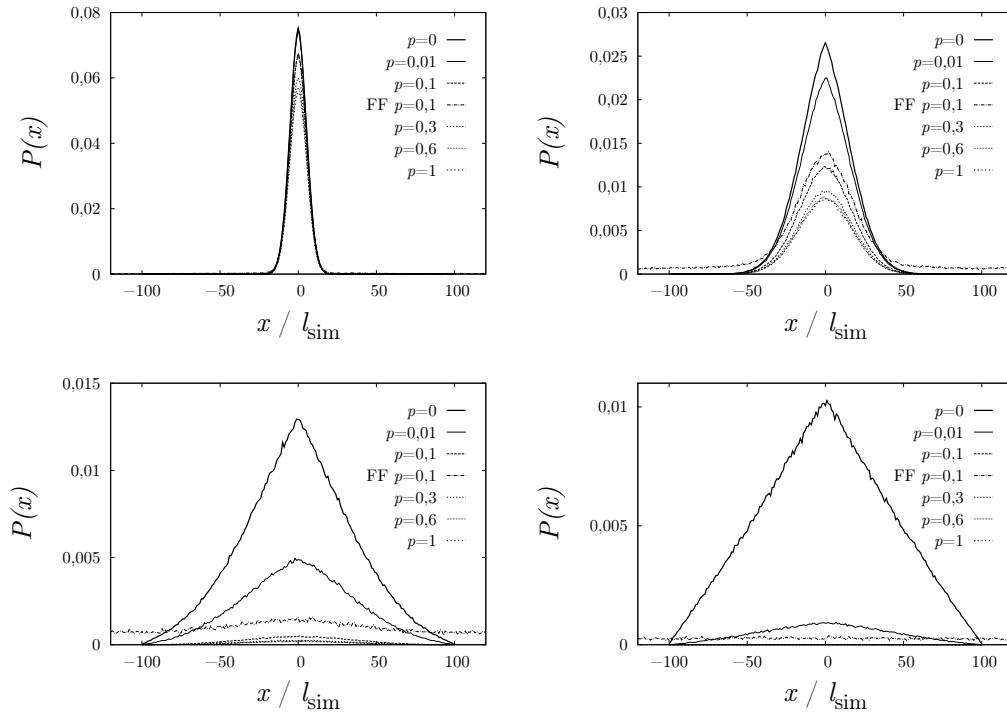 0,08
0,06
0,04
0,02
0
P(x)
p=0
p=0,01
p=0,1
FF p=0,1
p=0,3
p=0,6
p=1
−100
−50
0
50
100
x / l_sim
0,03
0,025
0,02
0,015
0,01
0,005
0
P(x)
p=0
p=0,01
p=0,1
FF p=0,1
p=0,3
p=0,6
p=1
−100
−50
0
50
100
x / l_sim
0,015
0,01
0,005
0
P(x)
p=0
p=0,01
p=0,1
FF p=0,1
p=0,3
p=0,6
p=1
−100
−50
0
50
100
x / l_sim
0,01
0,005
0
P(x)
p=0
p=0,01
p=0,1
FF p=0,1
p=0,3
p=0,6
p=1
−100
−50
0
50
100
x / l_sim